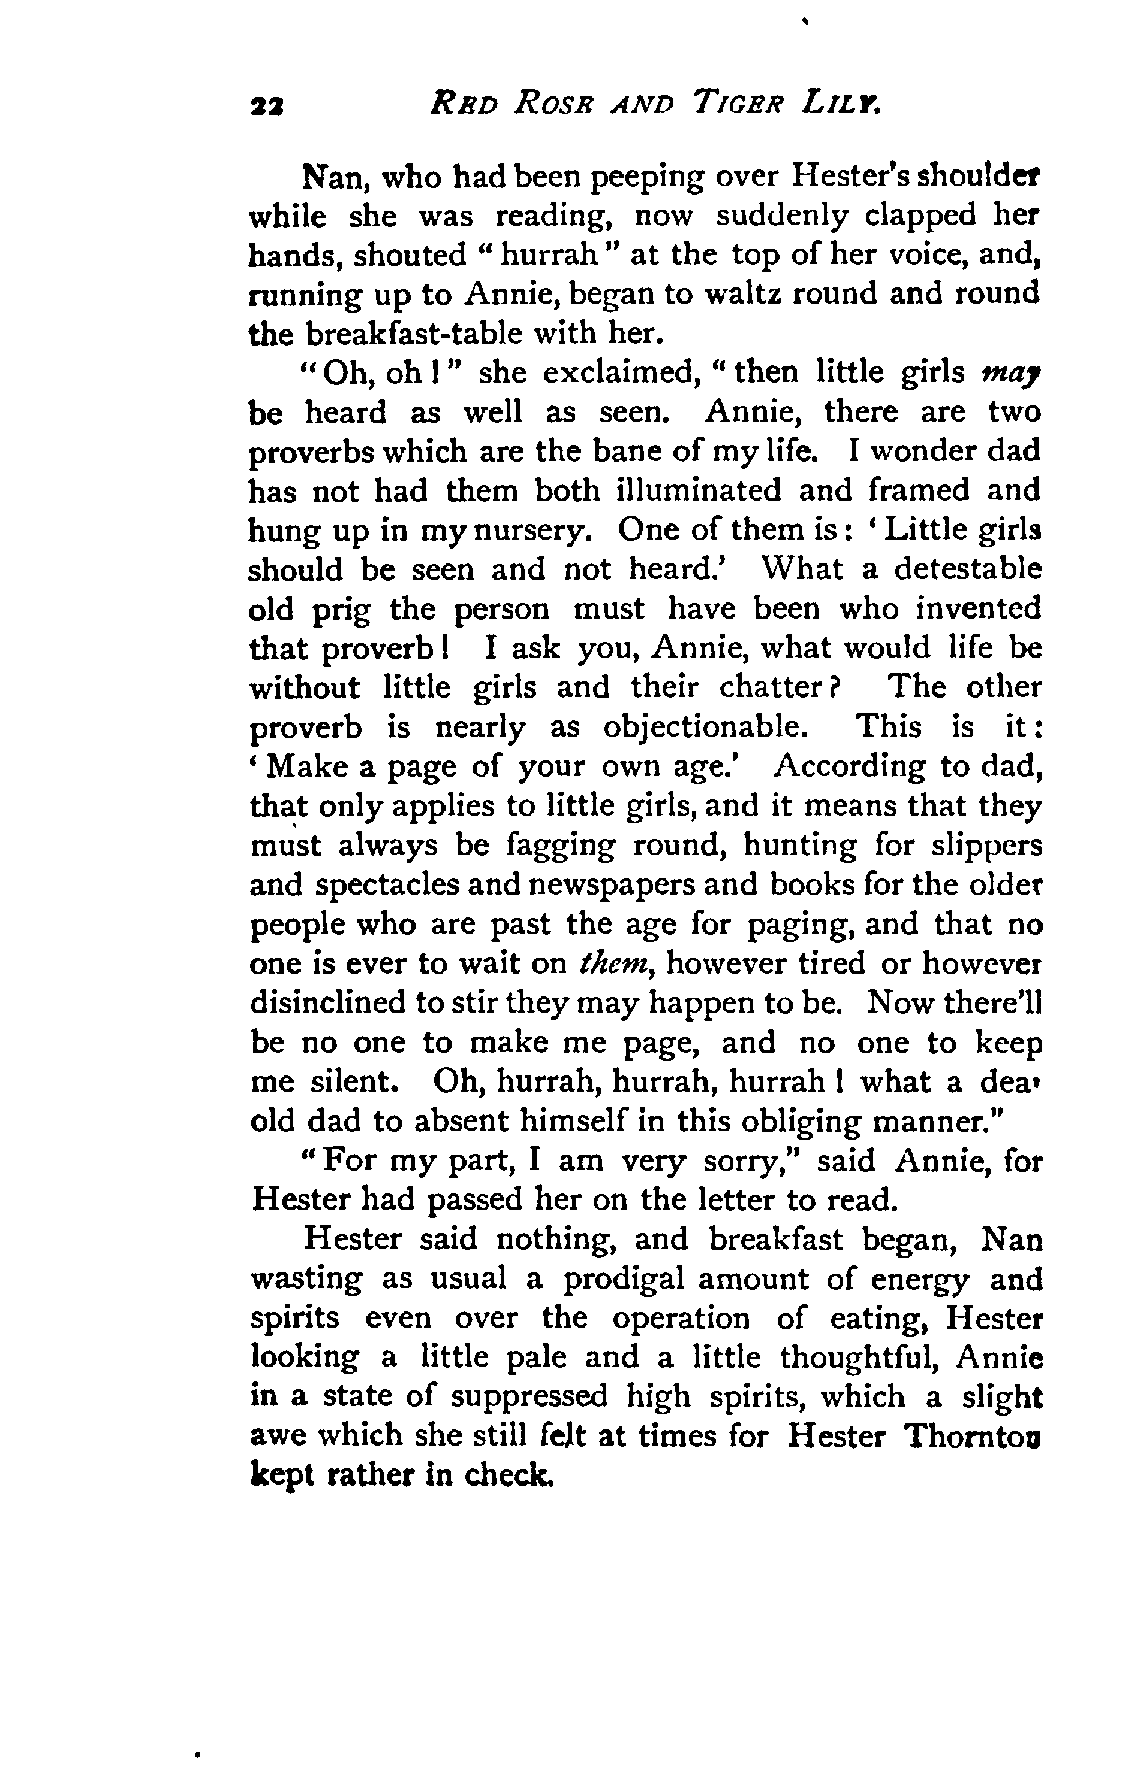 22 RED ROSE AND TIGER LILY.
Nan, who had been peeping over Hester's shoulder
while she was reading, now suddenly clapped her
hands, shouted "hurrah" at the top of her voice, and,
running up to Annie, began to waltz round and round
the breakfast-table with her.
"Oh, oh!" she exclaimed, "then little girls may
be heard as well as seen. Annie, there are two
proverbs which are the bane of my life. I wonder dad
has not had them both illuminated and framed and
hung up in my nursery. One of them is: 'Little girls
should be seen and not heard.' What a detestable
old prig the person must have been who invented
that proverb! I ask you, Annie, what would life be
without little girls and their chatter? The other
proverb is nearly as objectionable. This is it:
'Make a page of your own age.' According to dad,
that only applies to little girls, and it means that they
must always be fagging round, hunting for slippers
and spectacles and newspapers and books for the older
people who are past the age for paging, and that no
one is ever to wait on them, however tired or however
disinclined to stir they may happen to be. Now there'll
be no one to make me page, and no one to keep
me silent. Oh, hurrah, hurrah, hurrah! what a dear
old dad to absent himself in this obliging manner."
"For my part, I am very sorry," said Annie, for
Hester had passed her on the letter to read.
Hester said nothing, and breakfast began, Nan
wasting as usual a prodigal amount of energy and
spirits even over the operation of eating, Hester
looking a little pale and a little thoughtful, Annie
in a state of suppressed high spirits, which a slight
awe which she still felt at times for Hester Thornton
kept rather in check.